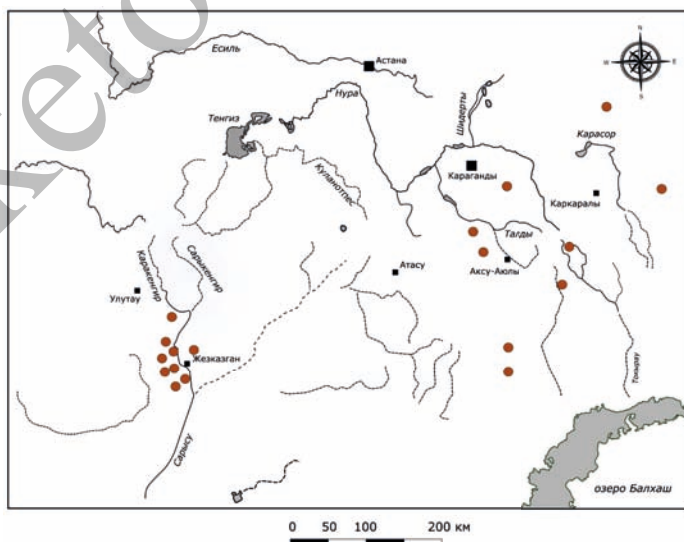 Есиль
Астана
N
W
E
S
Нура
Шидерты
Тенгиз
Карасор
Куланотпес
Караганды
Каркаралы
Талды
Аксу-Аюлы
Атасу
Каракенгир
Сарыкенгир
Улутау
Жезказган
Токырау
Сарысу
озеро Балхаш
0 50 100 200 км